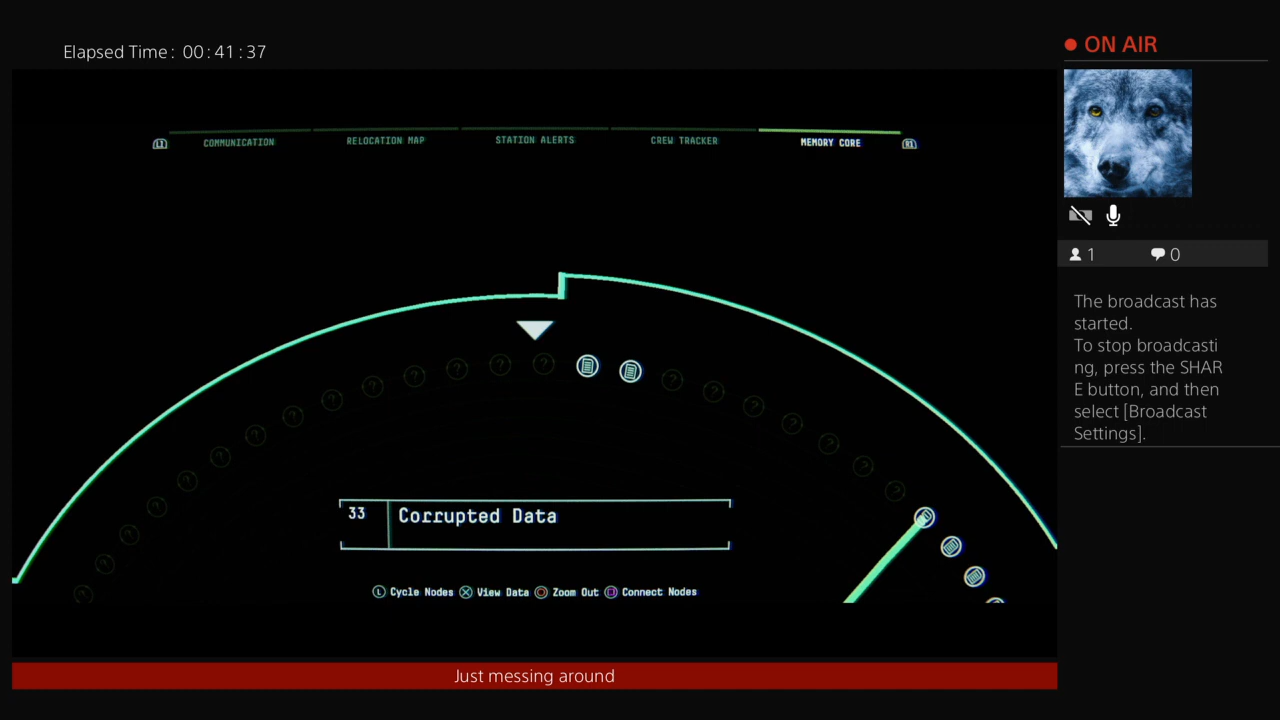 Elapsed Time: 00:41:37
ON AIR
L1 COMMUNICATION RELOCATION MAP STATION ALERTS CREW TRACKER MEMORY CORE R1
1 0
The broadcast has
started.
To stop broadcasti
ng, press the SHAR
E button, and then
select [Broadcast
Settings].
? ? ? ? ? ? ? ? ? ? ? ? ? ? ? ? ? ? ? ?
33 Corrupted Data
L Cycle Nodes View Data Zoom Out Connect Nodes
Just messing around